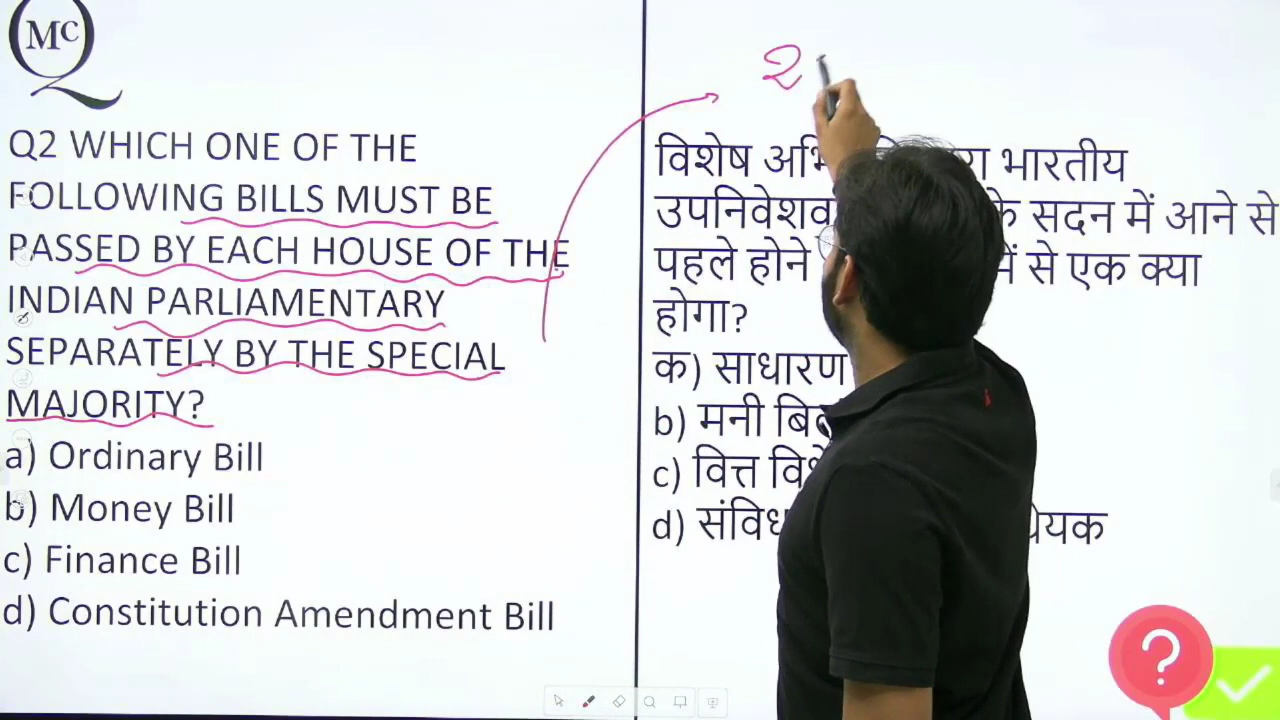 MC
Q2 WHICH ONE OF THE
FOLLOWING BILLS MUST BE
PASSED BY EACH HOUSE OF THE
INDIAN PARLIAMENTARY
SEPARATELY BY THE SPECIAL
MAJORITY?
a) Ordinary Bill
b) Money Bill
c) Finance Bill
d) Constitution Amendment Bill
2
विशेष भारतीय
सदन में आने से
पहले होने से एक क्या
होगा?
क) साधारण
b) मनी
c) वित्त
d)